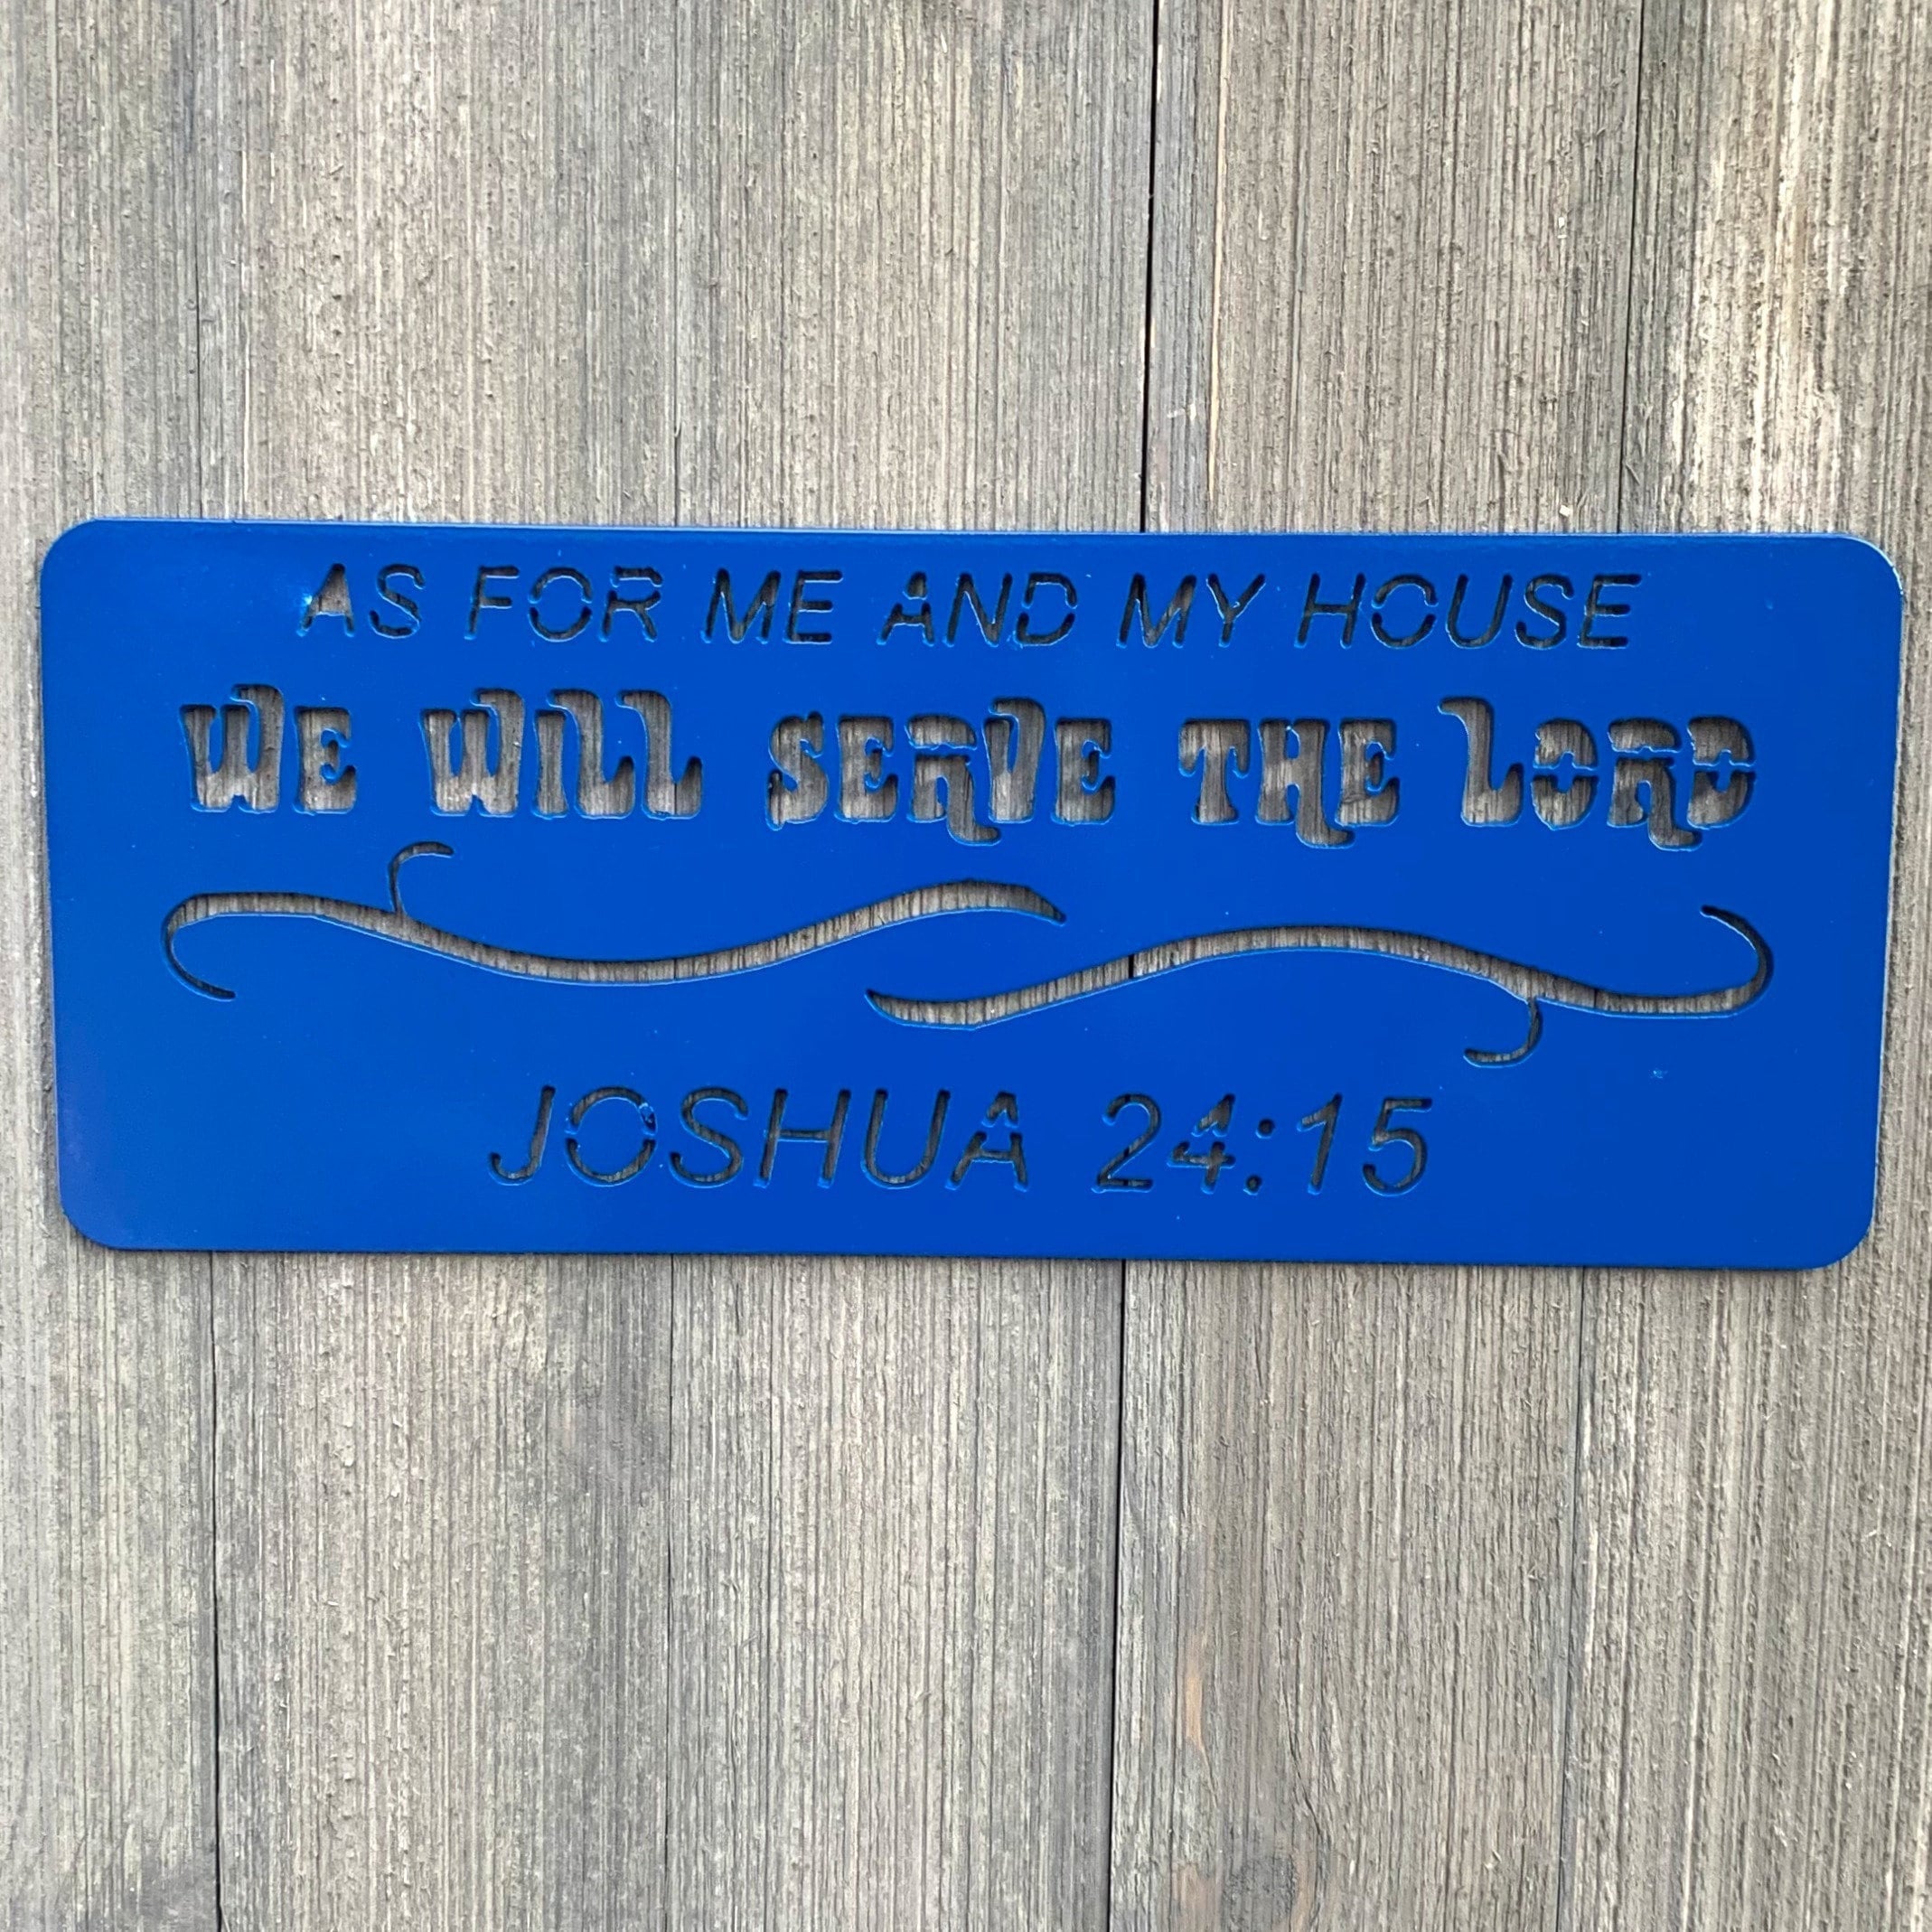 AS FOR ME AND MY HOUSE
WE WILL SERVE THE LORD
JOSHUA 24:15